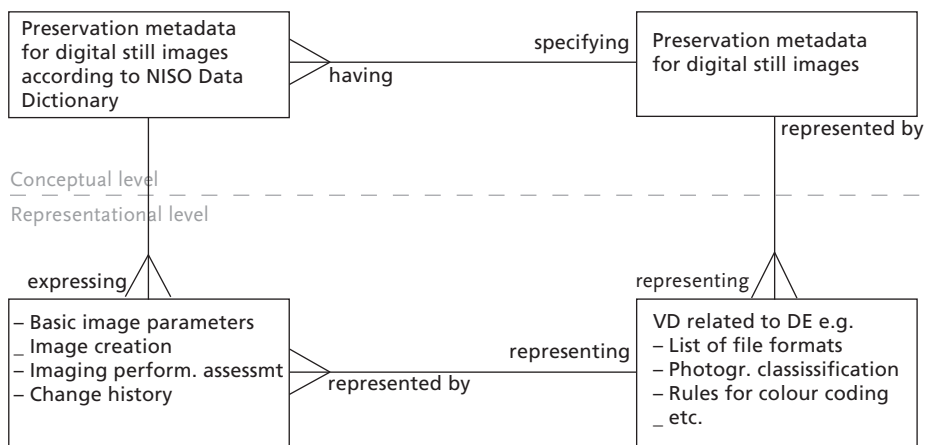 Preservation metadata
for digital still images
according to NISO Data
Dictionary
specifying
having
Preservation metadata
for digital still images
represented by
Conceptual level
Representational level
expressing
representing
– Basic image parameters
_ Image creation
– Imaging perform. assessmt
– Change history
representing
represented by
VD related to DE e.g.
– List of file formats
– Photogr. classissification
– Rules for colour coding
_ etc.